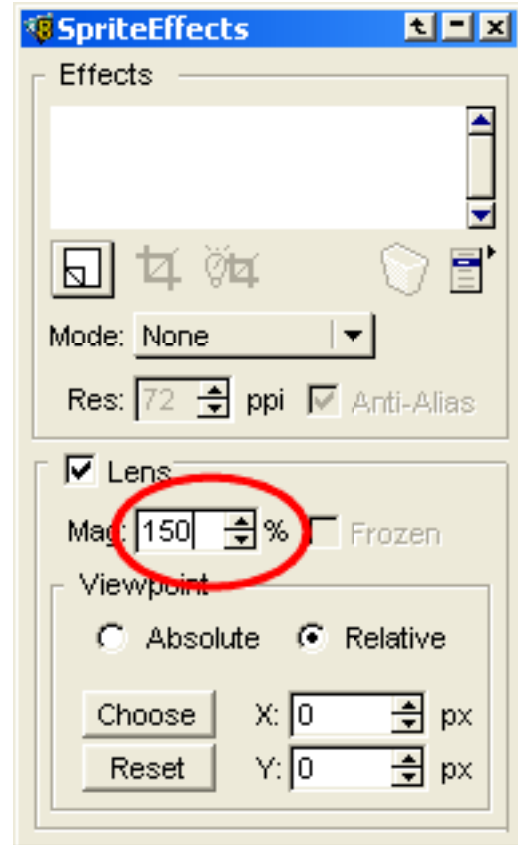 SpriteEffects
Effects
Mode: None
Res: 72 ppi Anti-Alias
Lens
Mag: 150 % Frozen
Viewpoint
Absolute Relative
Choose X: 0 px
Reset Y: 0 px